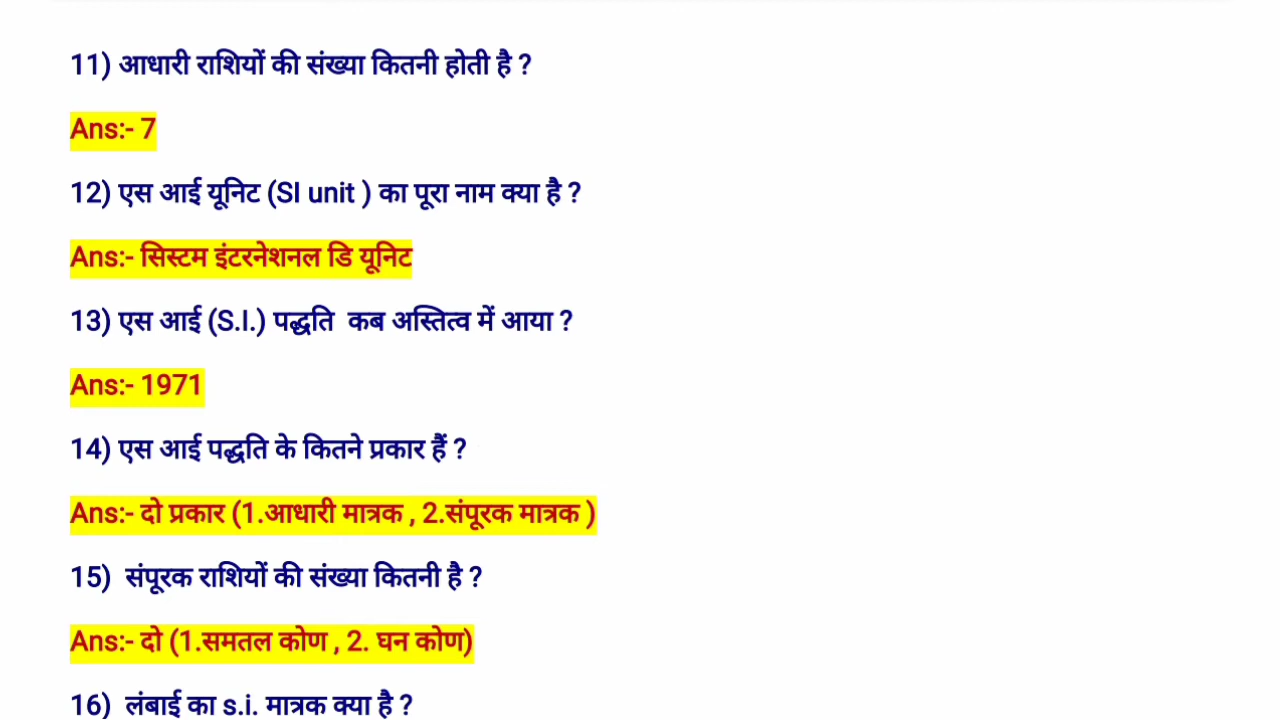 11) आधारी राशियों की संख्या कितनी होती है ?
Ans:- 7
12) एस आई यूनिट (SI unit ) का पूरा नाम क्या है ?
Ans:- सिस्टम इंटरनेशनल डि यूनिट
13) एस आई (S.I.) पद्धति  कब अस्तित्व में आया ?
Ans:- 1971
14) एस आई पद्धति के कितने प्रकार हैं ?
Ans:- दो प्रकार (1.आधारी मात्रक , 2.संपूरक मात्रक )
15)  संपूरक राशियों की संख्या कितनी है ?
Ans:- दो (1.समतल कोण , 2. घन कोण)
16)  लंबाई का s.i. मात्रक क्या है ?